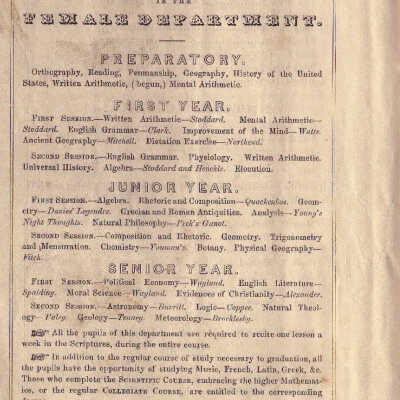 IN THE
FEMALE DEPARTMENT.
PREPARATORY.
Orthography, Reading, Penmanship, Geography, History of the United
States, Written Arithmetic, (begun,) Mental Arithmetic.
FIRST YEAR.
First Session.—Written Arithmetic—Stoddard. Mental Arithmetic—
Stoddard. English Grammar—Clark. Improvement of the Mind—Watts.
Ancient Geography—Mitchell. Dictation Exercise—Northend.
Second Session.—English Grammar. Physiology. Written Arithmetic.
Universal History. Algebra—Stoddard and Henkle. Elocution.
JUNIOR YEAR.
First Session.—Algebra. Rhetoric and Composition—Quackenbos. Geom-
etry—Davies' Legendre. Grecian and Roman Antiquities. Analysis—Young's
Night Thoughts. Natural Philosophy—Peck's Ganot.
Second Session.—Composition and Rhetoric. Geometry. Trigonometry
and Mensuration. Chemistry—Youman's. Botany. Physical Geography—
Fitch.
SENIOR YEAR.
First Session.—Political Economy—Wayland. English Literature—
Spalding. Moral Science—Wayland. Evidences of Christianity—Alexander.
Second Session.—Astronomy—Burritt. Logic—Coppee. Natural Theol-
ogy—Paley. Geology—Tenney. Meteorology—Brocklesby.
☞ All the pupils of this department are required to recite one lesson a
week in the Scriptures, during the entire course.
☞ In addition to the regular course of study necessary to graduation, all
the pupils have the opportunity of studying Music, French, Latin, Greek, &c.
Those who complete the Scientific Course, embracing the higher Mathemat-
ics, or the regular Collegiate Course, are entitled to the corresponding